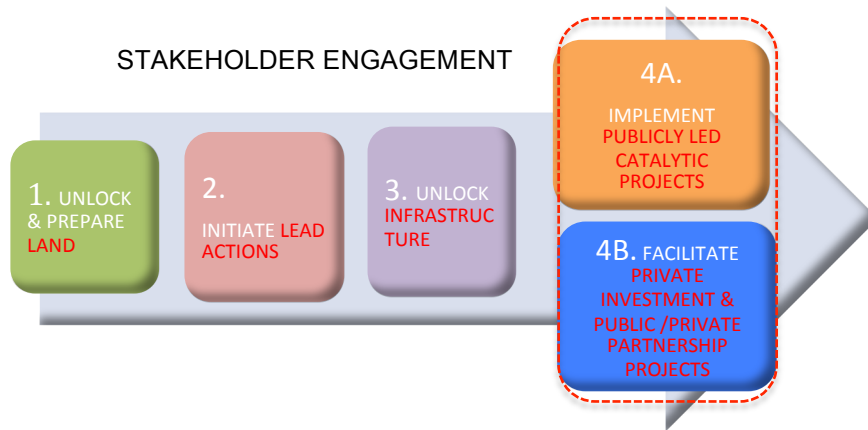 STAKEHOLDER ENGAGEMENT
1. UNLOCK
& PREPARE
LAND
2.
INITIATE LEAD
ACTIONS
3. UNLOCK
INFRASTRUC
TURE
4A.
IMPLEMENT
PUBLICLY LED
CATALYTIC
PROJECTS
4B. FACILITATE
PRIVATE
INVESTMENT &
PUBLIC /PRIVATE
PARTNERSHIP
PROJECTS